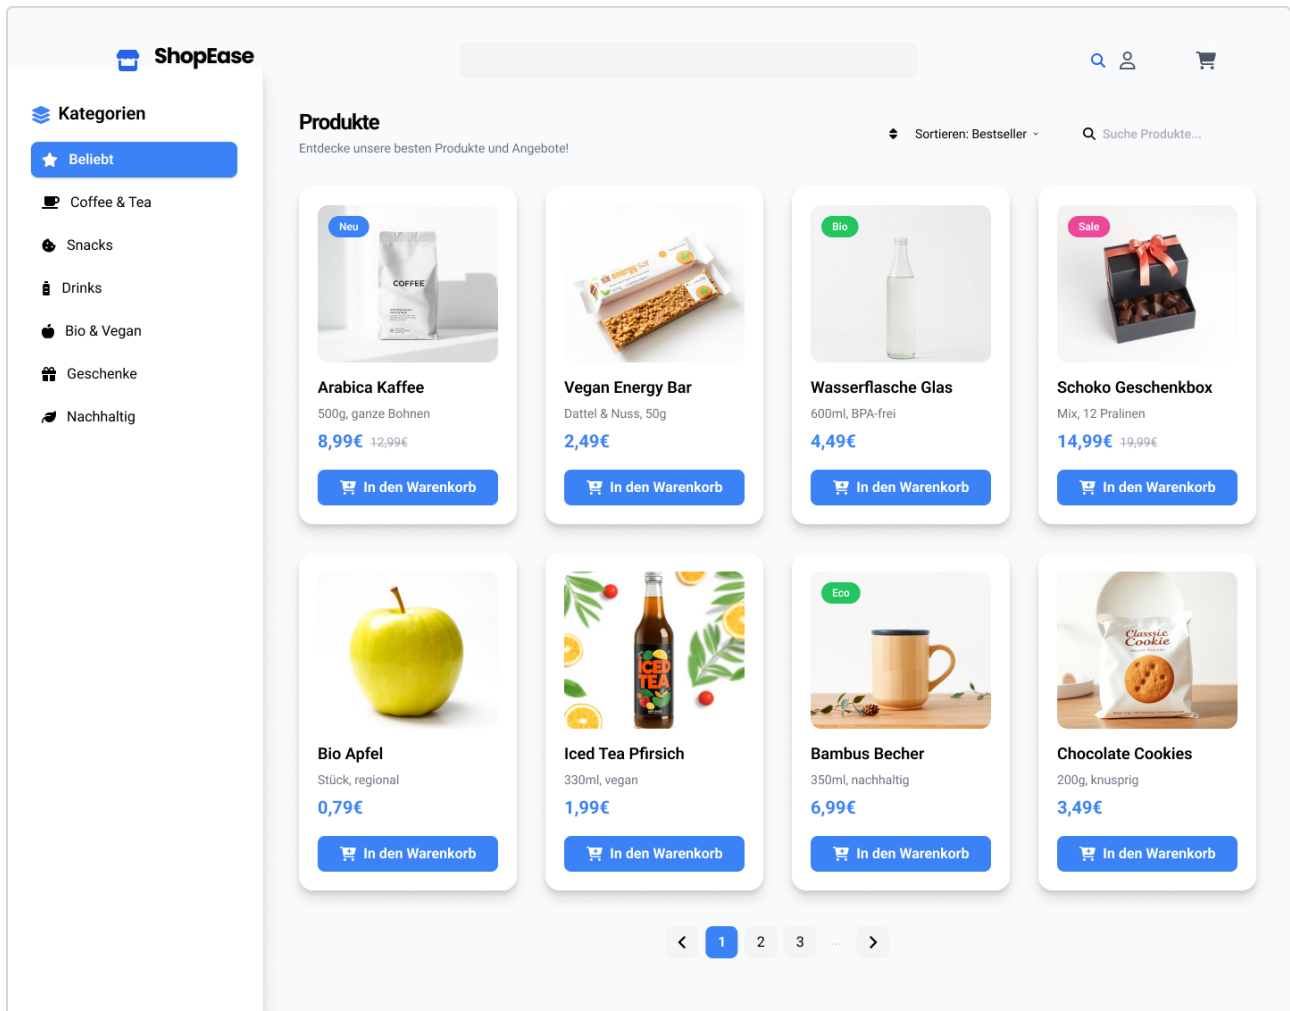 ShopEase
Kategorien
Beliebt
Coffee & Tea
Snacks
Drinks
Bio & Vegan
Geschenke
Nachhaltig
Produkte
Entdecke unsere besten Produkte und Angebote!
Sortieren: Bestseller
Suche Produkte...
Neu
COFFEE
Arabica Kaffee
500g, ganze Bohnen
8,99€ 12,99€
In den Warenkorb
energy bar
Vegan Energy Bar
Dattel & Nuss, 50g
2,49€
In den Warenkorb
Bio
Wasserflasche Glas
600ml, BPA-frei
4,49€
In den Warenkorb
Sale
Schoko Geschenkbox
Mix, 12 Pralinen
14,99€ 19,99€
In den Warenkorb
Bio Apfel
Stück, regional
0,79€
In den Warenkorb
ICED
TEA
Iced Tea Pfirsich
330ml, vegan
1,99€
In den Warenkorb
Eco
Bambus Becher
350ml, nachhaltig
6,99€
In den Warenkorb
Classsic
Cookie
Chocolate Cookies
200g, knusprig
3,49€
In den Warenkorb
1 2 3 ...